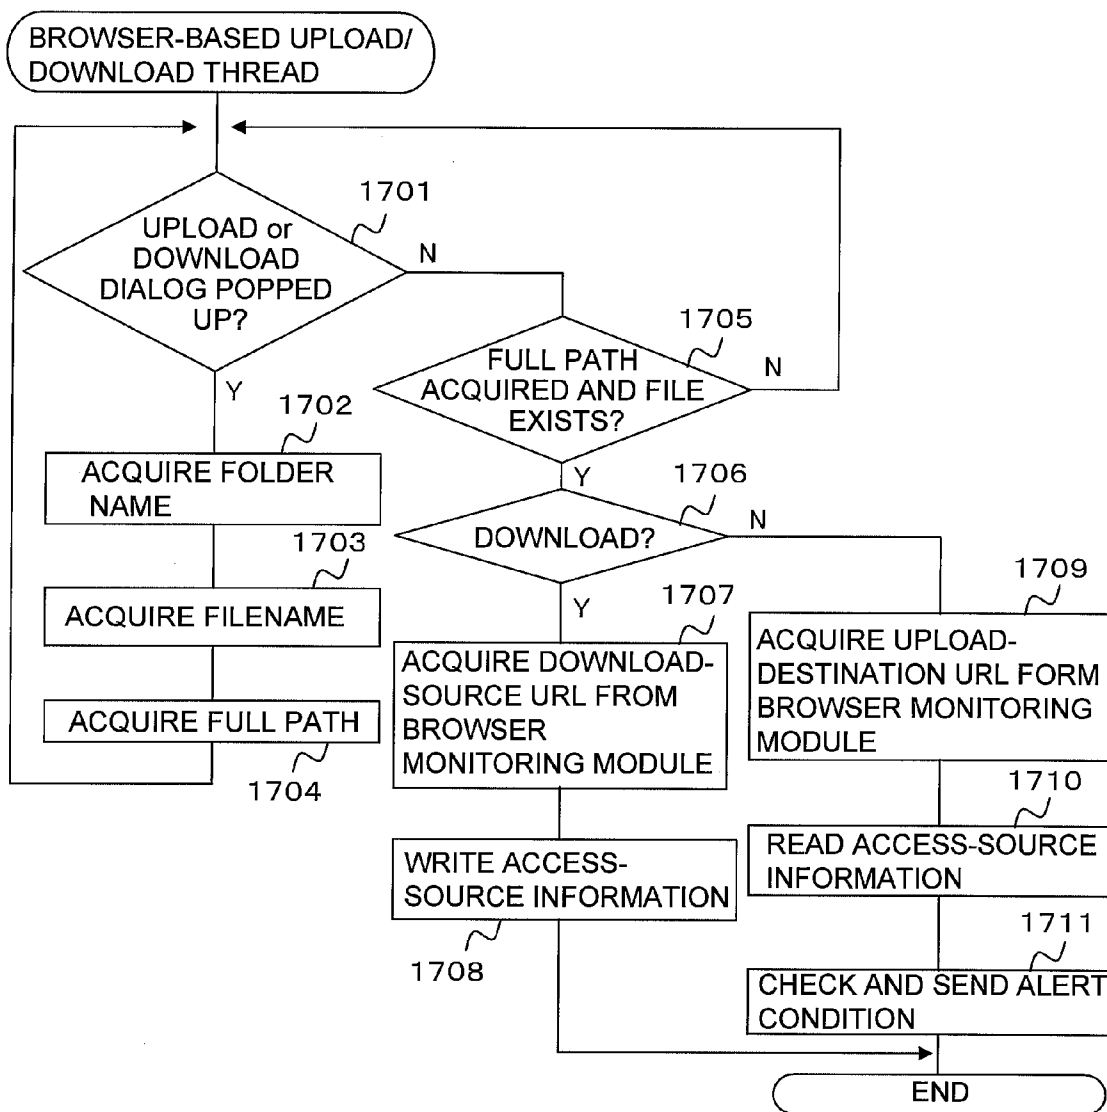 BROWSER-BASED UPLOAD/
DOWNLOAD THREAD
1701
UPLOAD or
DOWNLOAD
DIALOG POPPED
UP?
N
Y
1705
FULL PATH
ACQUIRED AND FILE
EXISTS?
N
Y
1702
ACQUIRE FOLDER
NAME
1706
DOWNLOAD?
N
Y
1703
ACQUIRE FILENAME
1707
ACQUIRE DOWNLOAD-
SOURCE URL FROM
BROWSER
MONITORING MODULE
1709
ACQUIRE UPLOAD-
DESTINATION URL FORM
BROWSER MONITORING
MODULE
ACQUIRE FULL PATH
1704
1710
READ ACCESS-SOURCE
INFORMATION
WRITE ACCESS-
SOURCE INFORMATION
1708
1711
CHECK AND SEND ALERT
CONDITION
END